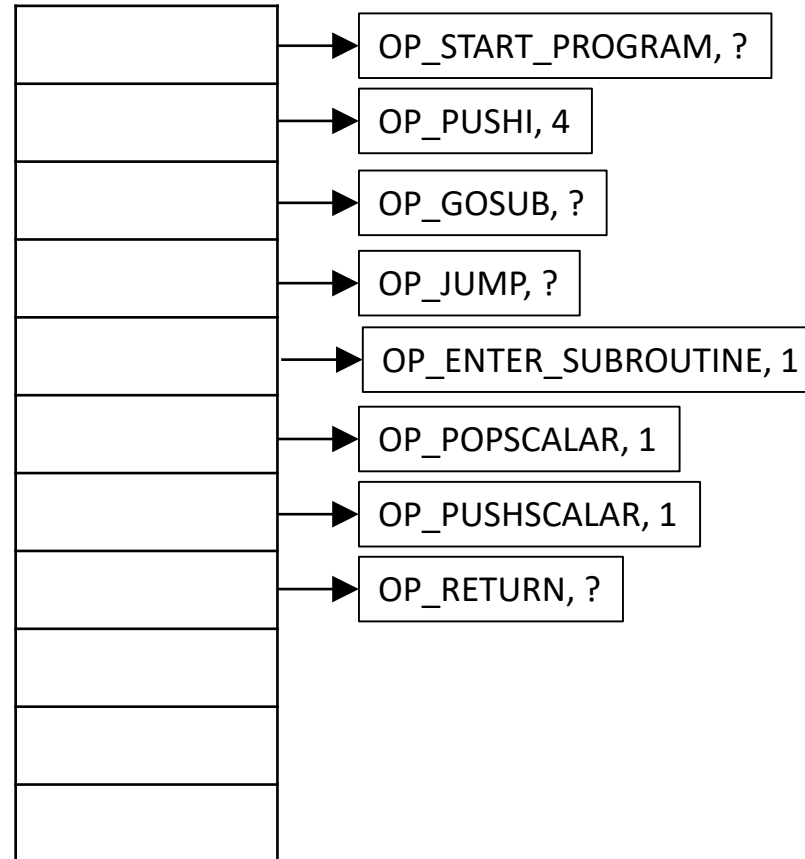 OP_START_PROGRAM, ?
OP_PUSHI, 4
OP_GOSUB, ?
OP_JUMP, ?
OP_ENTER_SUBROUTINE, 1
OP_POPSCALAR, 1
OP_PUSHSCALAR, 1
OP_RETURN, ?